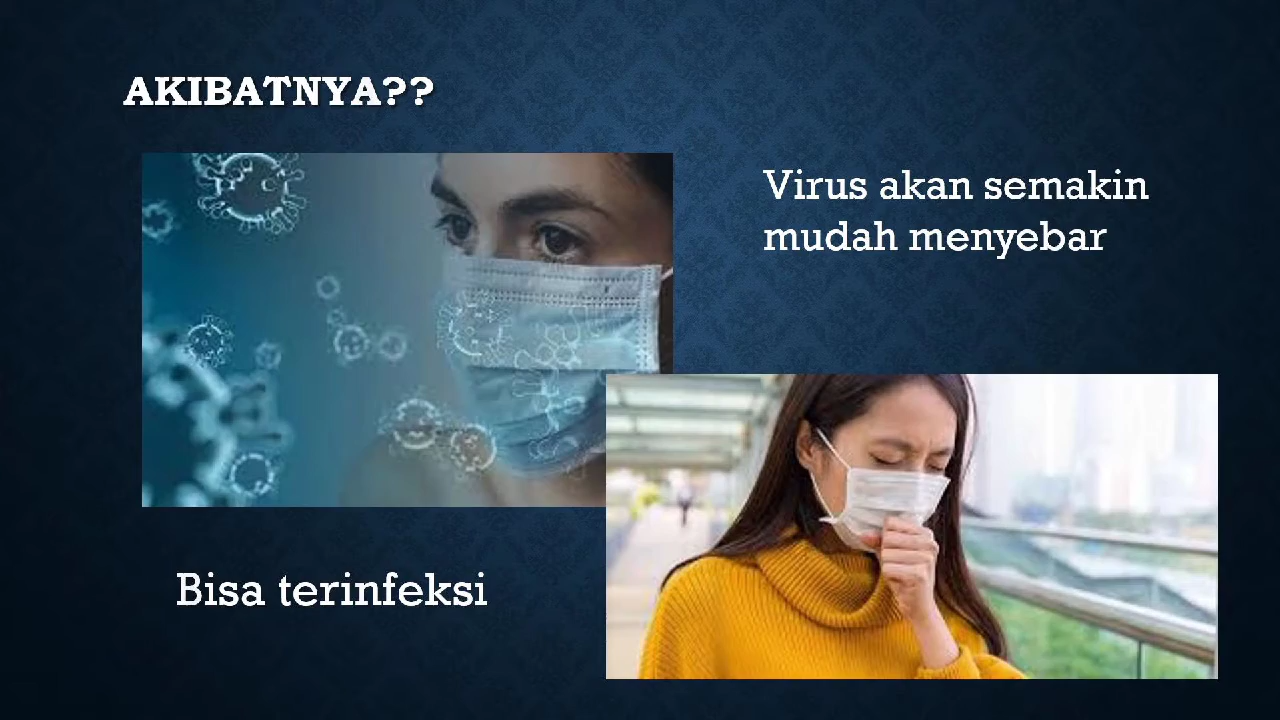 AKIBATNYA??
Virus akan semakin
mudah menyebar
Bisa terinfeksi